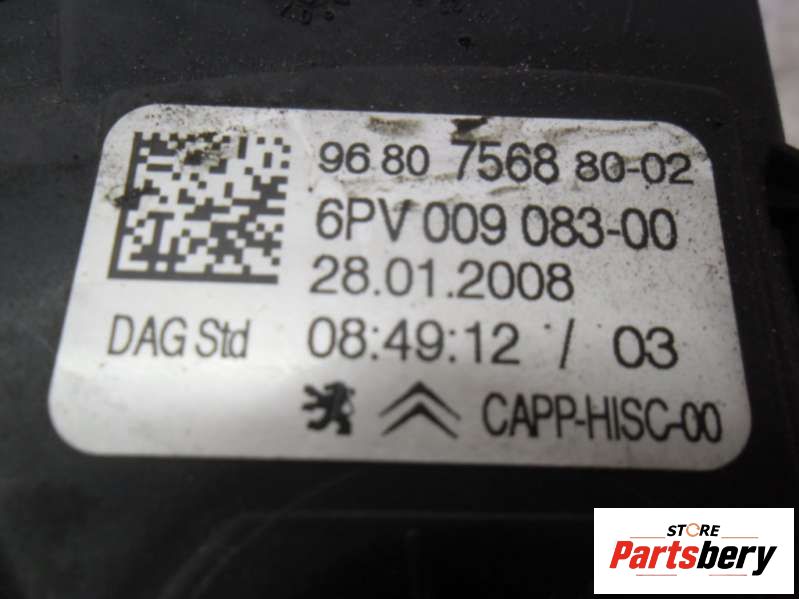 96 80 7568 80-02
6PV 009 083-00
28.01.2008
DAG Std 08:49:12 / 03
CAPP-HISC-00
STORE
Partsbery